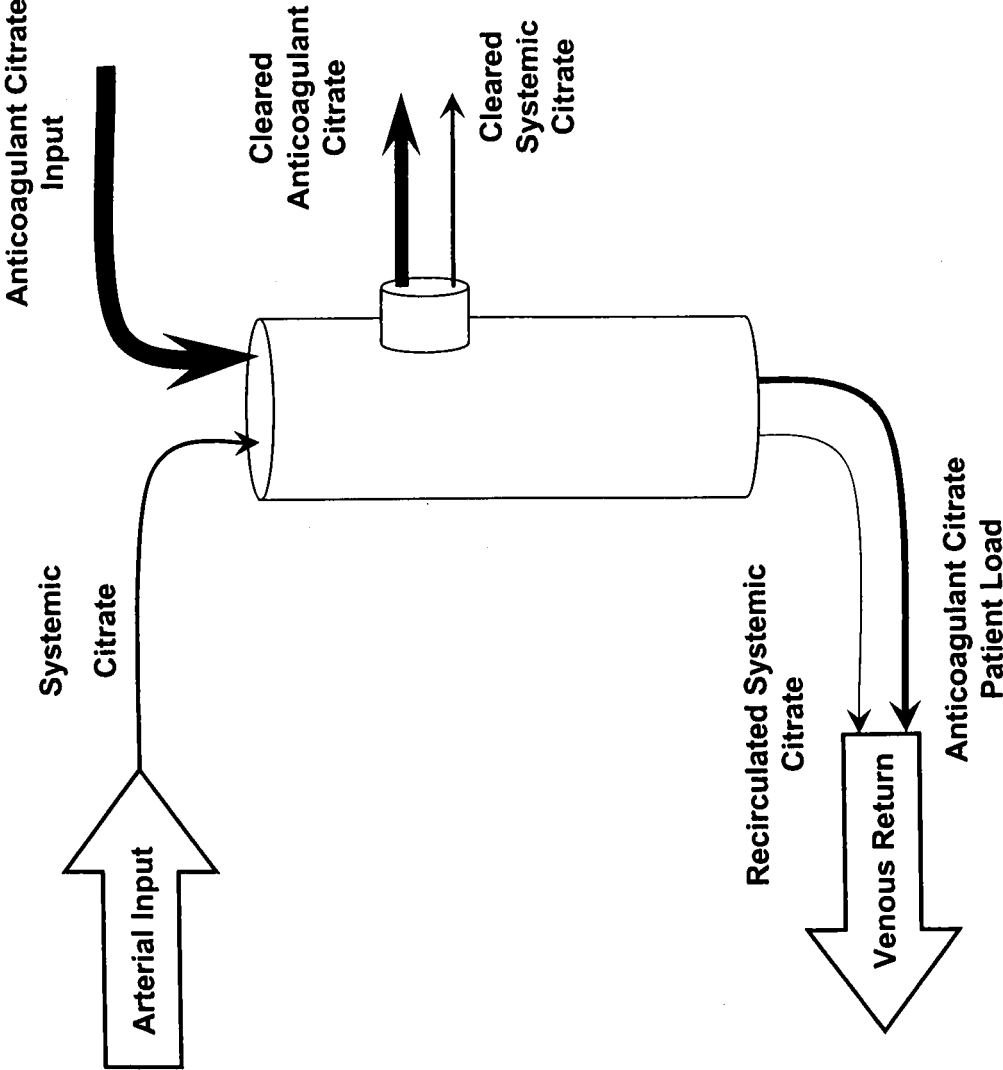 Anticoagulant Citrate
Input
Cleared
Anticoagulant
Citrate
Cleared
Systemic
Citrate
Systemic
Citrate
Arterial Input
Recirculated Systemic
Citrate
Venous Return
Anticoagulant Citrate
Patient Load